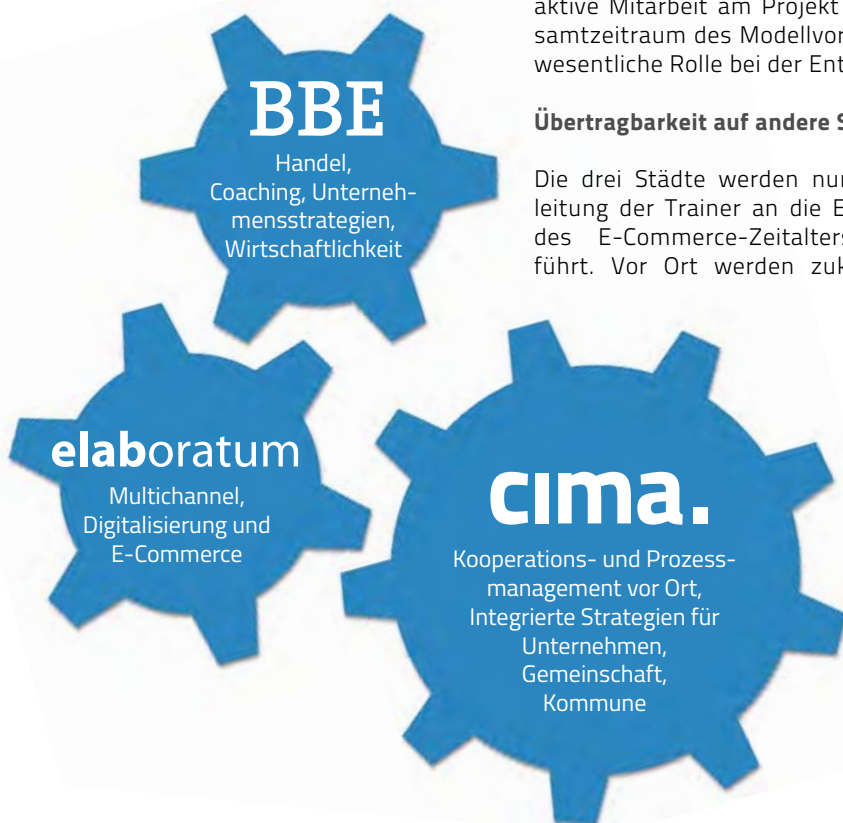 aktive Mitarbeit am Projekt
samtzeitraum des Modellvor
wesentliche Rolle bei der Ent
Übertragbarkeit auf andere S
Die drei Städte werden nur
leitung der Trainer an die E
des E-Commerce-Zeitalters
führt. Vor Ort werden zuk
BBE
Handel,
Coaching, Unterneh-
mensstrategien,
Wirtschaftlichkeit
elaboratum
Multichannel,
Digitalisierung und
E-Commerce
cima.
Kooperations- und Prozess-
management vor Ort,
Integrierte Strategien für
Unternehmen,
Gemeinschaft,
Kommune